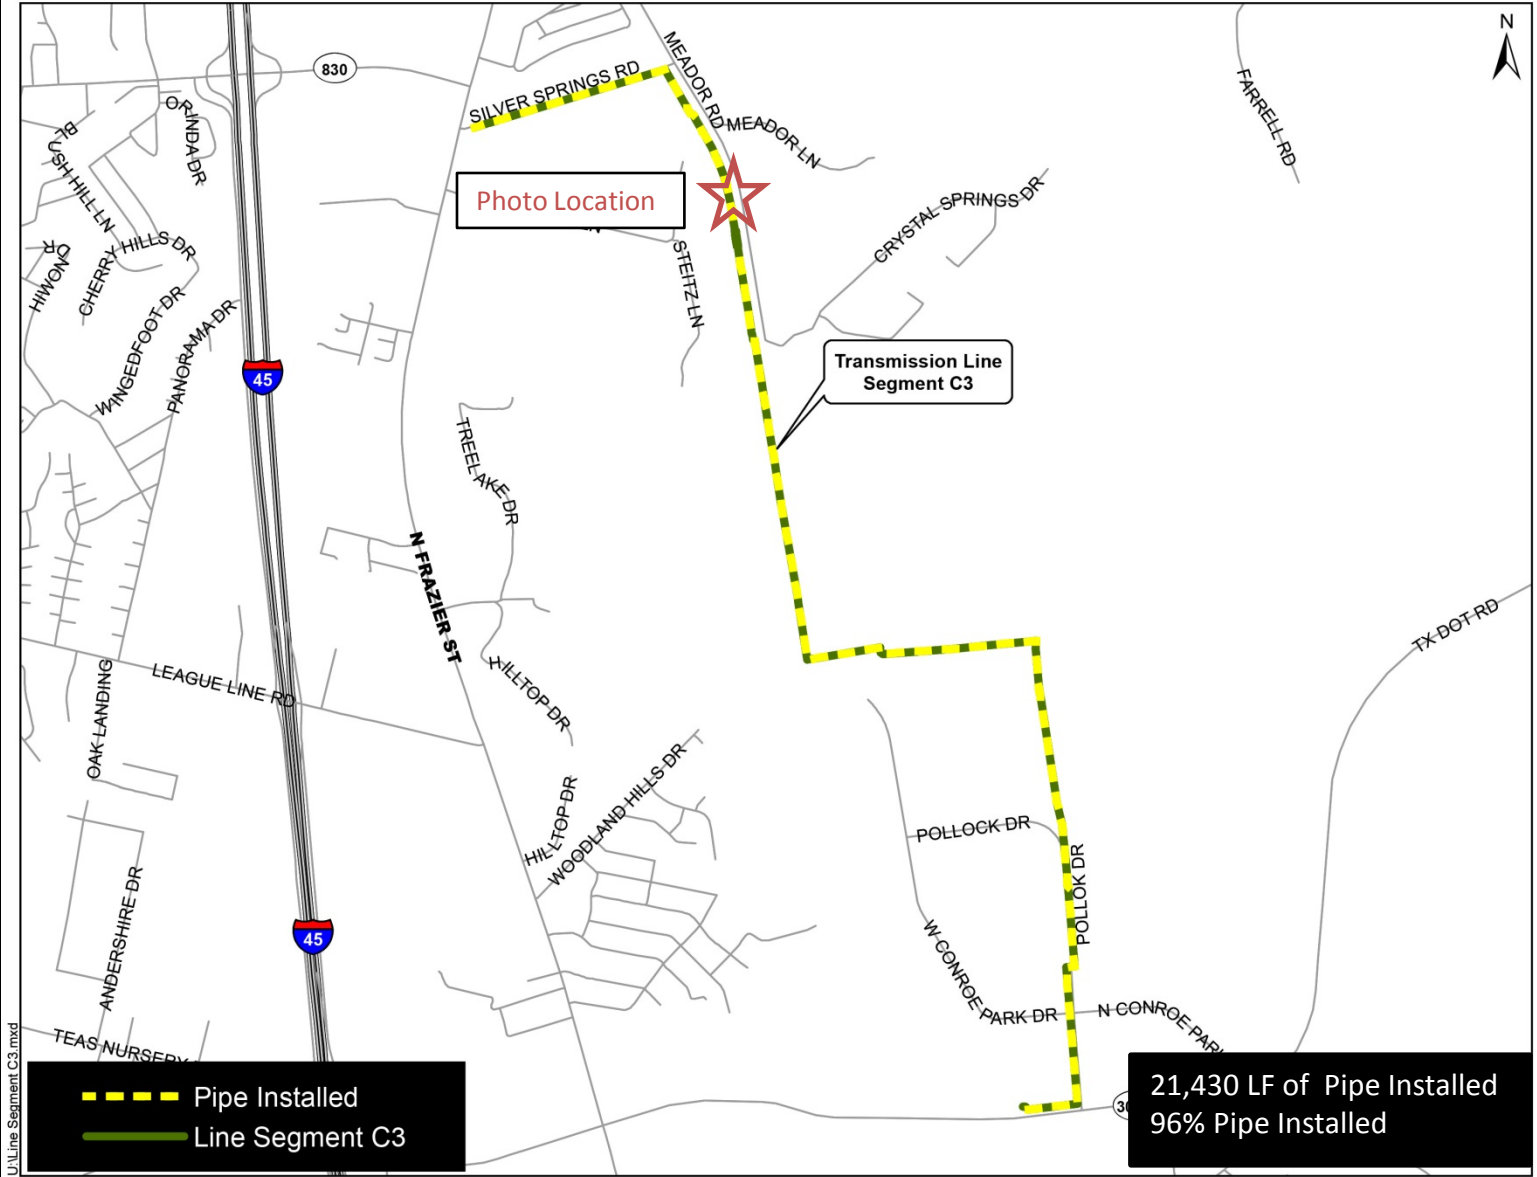 N
830
MEADOR RD
SILVER SPRINGS RD
MEADOR LN
FARRELL RD
ORINDA DR
BLUSH HILL LN
Photo Location
LN
CRYSTAL SPRINGS DR
CHERRY HILLS DR
HIWON DR
STEITZ LN
WINGEDFOOT DR
PANORAMA DR
45
Transmission Line
Segment C3
TREELAKE DR
N FRAZIER ST
TX DOT RD
HILLTOP DR
LEAGUE LINE RD
OAK LANDING
WOODLAND HILLS DR
HILLTOP DR
POLLOCK DR
POLLOK DR
ANDERSHIRE DR
45
W CONROE PARK DR
N CONROE PARK
TEAS NURSERY
30
Pipe Installed
Line Segment C3
21,430 LF of Pipe Installed
96% Pipe Installed
U:\Line Segment C3.mxd